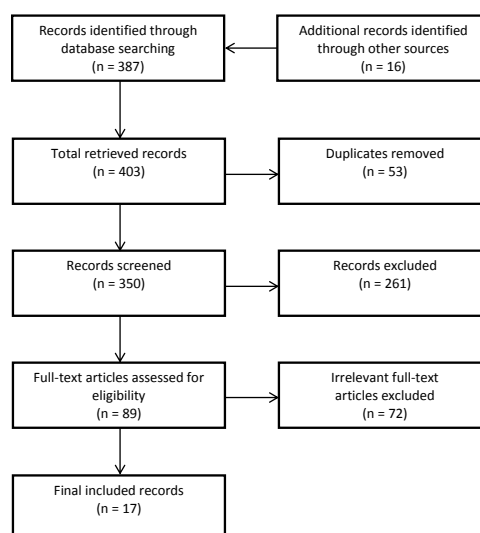 Records identified through
database searching
(n = 387)
Additional records identified
through other sources
(n = 16)
Total retrieved records
(n = 403)
Duplicates removed
(n = 53)
Records screened
(n = 350)
Records excluded
(n = 261)
Full-text articles assessed for
eligibility
(n = 89)
Irrelevant full-text
articles excluded
(n = 72)
Final included records
(n = 17)